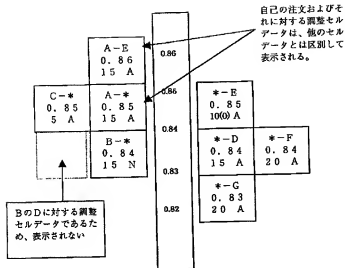 自己の注文およびそ
れに対する調整セル
データは、他のセル
データとは区別して
表示される。
A-E
0.86
15 A
C-*
0.85
5 A
A-*
0.85
15 A
B-*
0.84
15 N
0.86
0.85
0.84
0.83
0.82
*-E
0.85
10(0) A
*-D
0.84
15 A
*-F
0.84
20 A
*-G
0.83
20 A
BのDに対する調整
セルデータであるた
め、表示されない